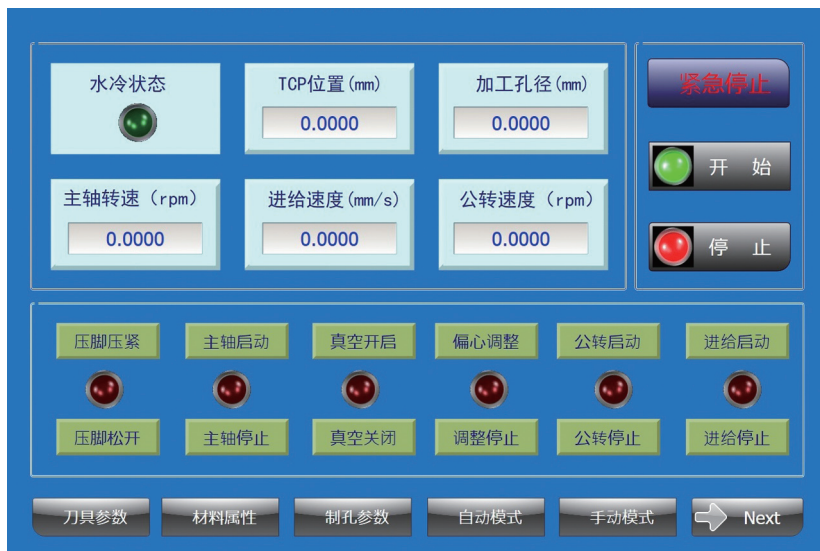 水冷状态
TCP位置(mm)
加工孔径(mm)
紧急停止
0.0000
0.0000
开 始
主轴转速（rpm）
进给速度(mm/s)
公转速度（rpm）
0.0000
0.0000
0.0000
停 止
压脚压紧
主轴启动
真空开启
偏心调整
公转启动
进给启动
压脚松开
主轴停止
真空关闭
调整停止
公转停止
进给停止
刀具参数
材料属性
制孔参数
自动模式
手动模式
Next